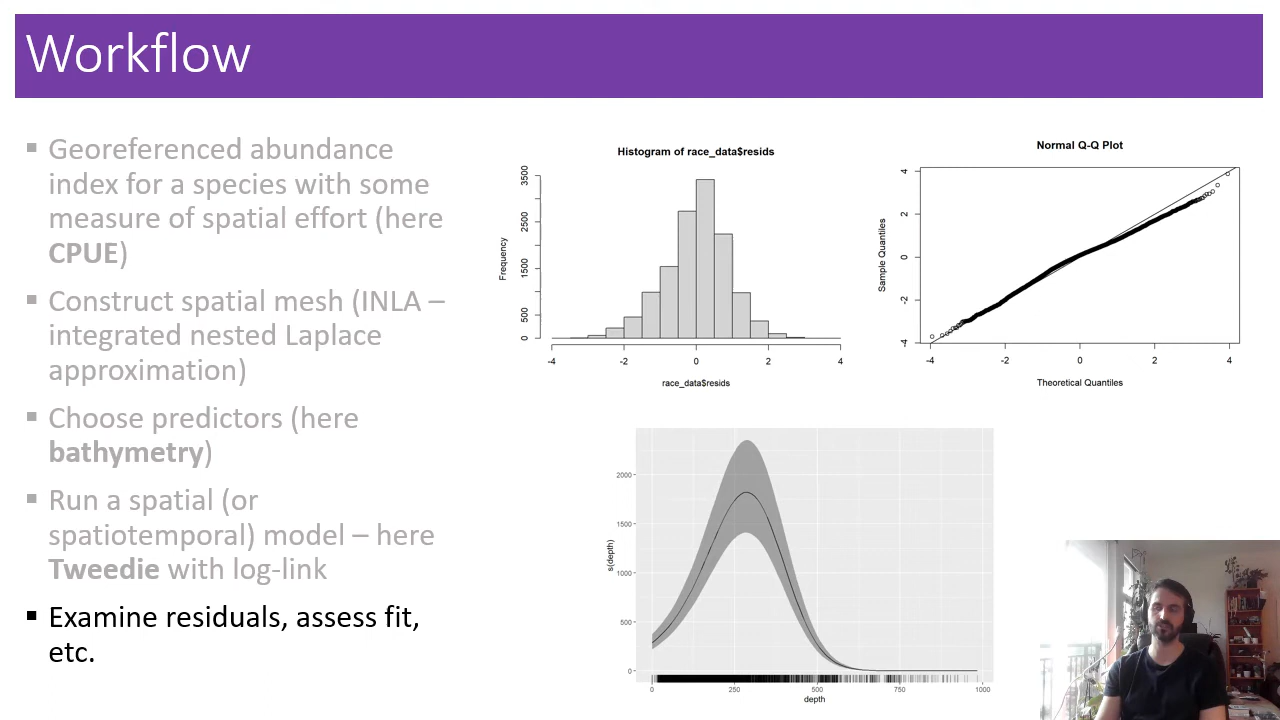 Workflow
▪ Georeferenced abundance
index for a species with some
measure of spatial effort (here
CPUE)
▪ Construct spatial mesh (INLA –
integrated nested Laplace
approximation)
▪ Choose predictors (here
bathymetry)
▪ Run a spatial (or
spatiotemporal) model – here
Tweedie with log-link
▪ Examine residuals, assess fit,
etc.
Histogram of race_data$resids
Frequency
3500
2500
1500
500
0
-4 -2 0 2 4
race_data$resids
Normal Q-Q Plot
Sample Quantiles
4
2
0
-2
-4
-4 -2 0 2 4
Theoretical Quantiles
s(depth)
2000
1500
1000
500
0
0 250 500 750 1000
depth